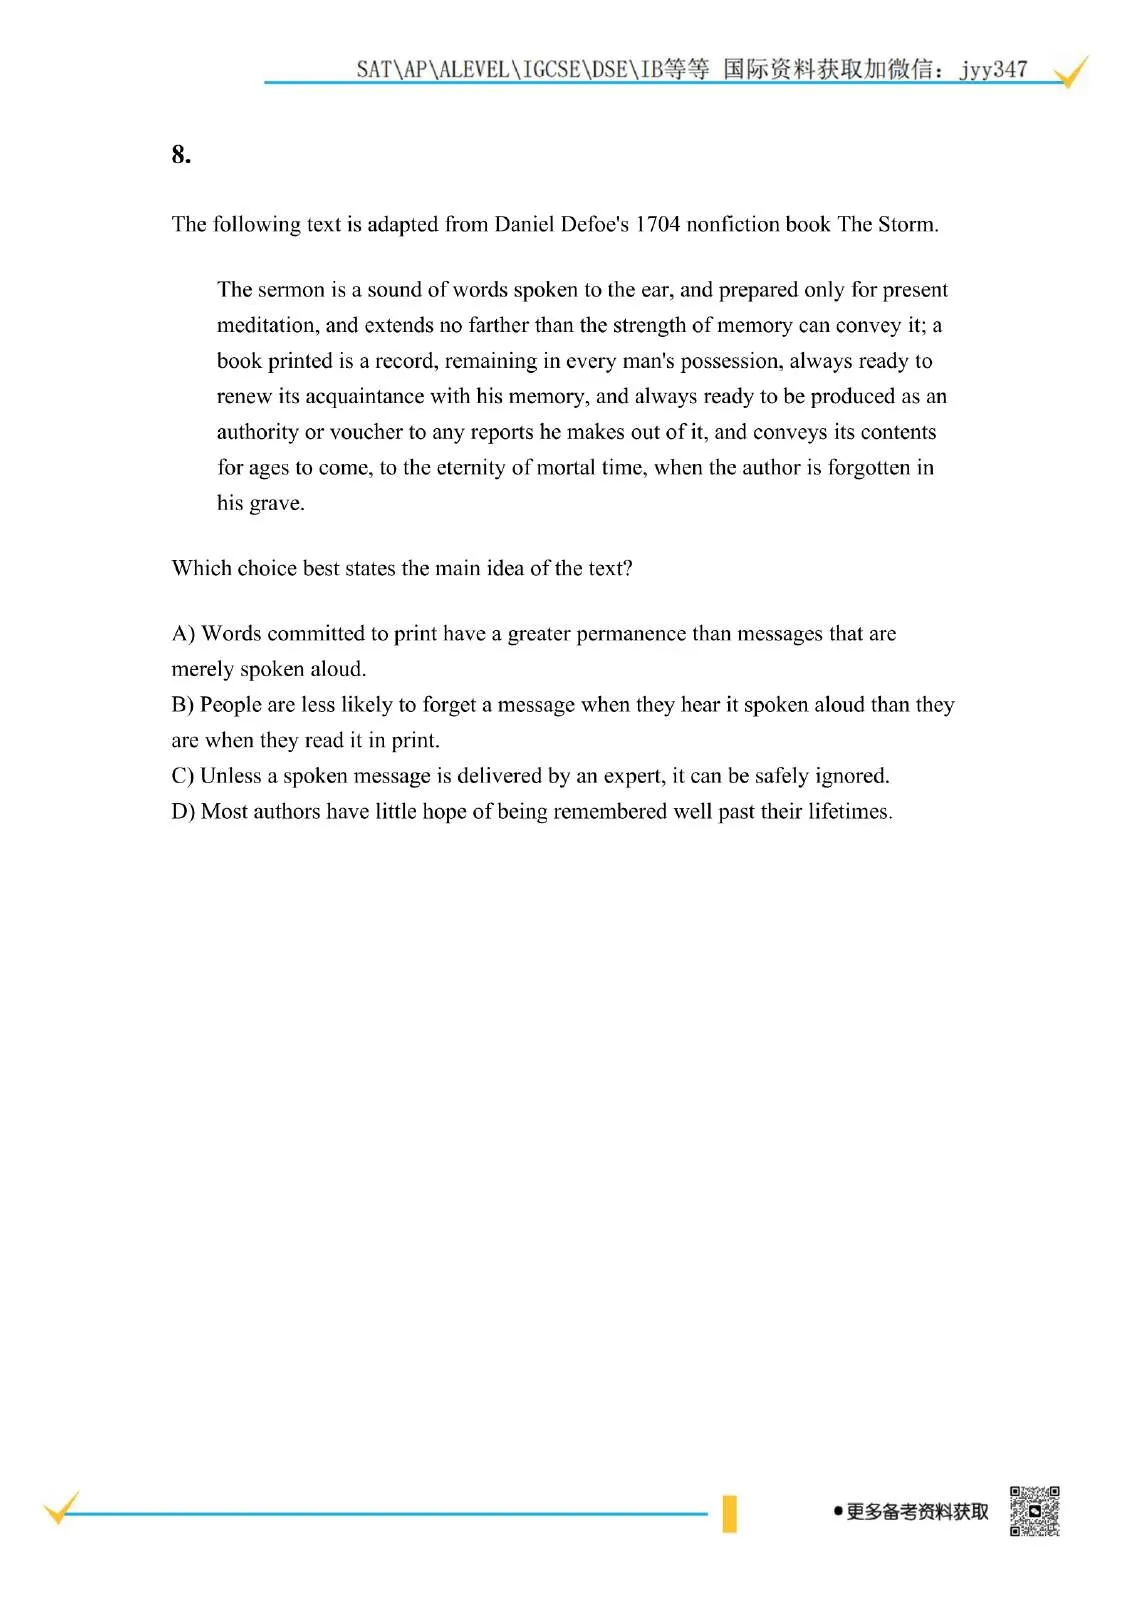 SAT\AP\ALEVEL\IGCSE\DSE\IB等等 国际资料获取加微信：jyy347
8.
The following text is adapted from Daniel Defoe's 1704 nonfiction book The Storm.
The sermon is a sound of words spoken to the ear, and prepared only for present
meditation, and extends no farther than the strength of memory can convey it; a
book printed is a record, remaining in every man's possession, always ready to
renew its acquaintance with his memory, and always ready to be produced as an
authority or voucher to any reports he makes out of it, and conveys its contents
for ages to come, to the eternity of mortal time, when the author is forgotten in
his grave.
Which choice best states the main idea of the text?
A) Words committed to print have a greater permanence than messages that are
merely spoken aloud.
B) People are less likely to forget a message when they hear it spoken aloud than they
are when they read it in print.
C) Unless a spoken message is delivered by an expert, it can be safely ignored.
D) Most authors have little hope of being remembered well past their lifetimes.
•更多备考资料获取